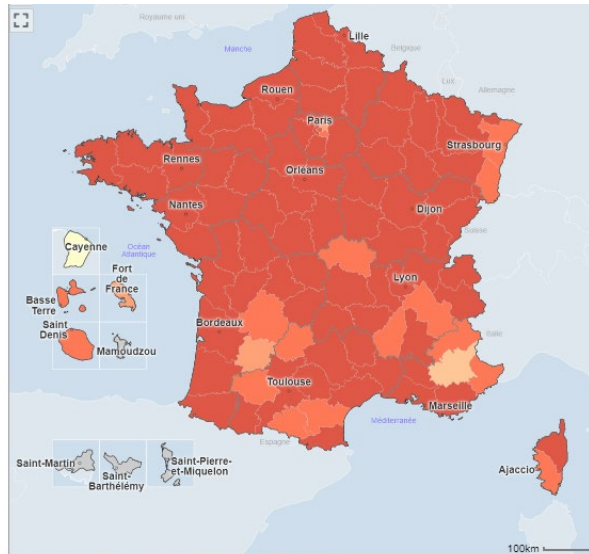 Royaume uni
Lille
Manche
Belgique
Lux
Allemagne
Rouen
Paris
Strasbourg
Rennes
Orléans
Nantes
Dijon
Suisse
Cayenne
Océan
Atlantique
Fort
de
France
Lyon
Basse
Terre
Bordeaux
Italie
Saint
Denis
Mamoudzou
Toulouse
Marseille
Méditerranée
Espagne
Saint-Martin
Saint-
Barthélémy
Saint-Pierre-
et-Miquelon
Ajaccio
100km